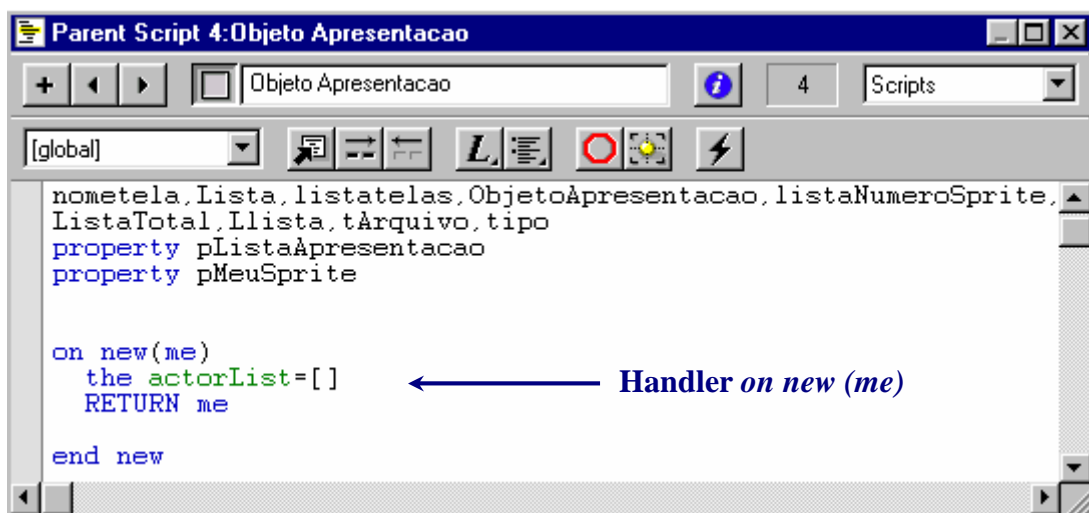 Parent Script 4:Objeto Apresentacao
Objeto Apresentacao
4
Scripts
[global]
L
nometela,Lista,listatelas,ObjetoApresentacao,listaNumeroSprite,
ListaTotal,Llista,tArquivo,tipo
property pListaApresentacao
property pMeuSprite
on new(me)
the actorList=[]
Handler on new (me)
RETURN me
end new